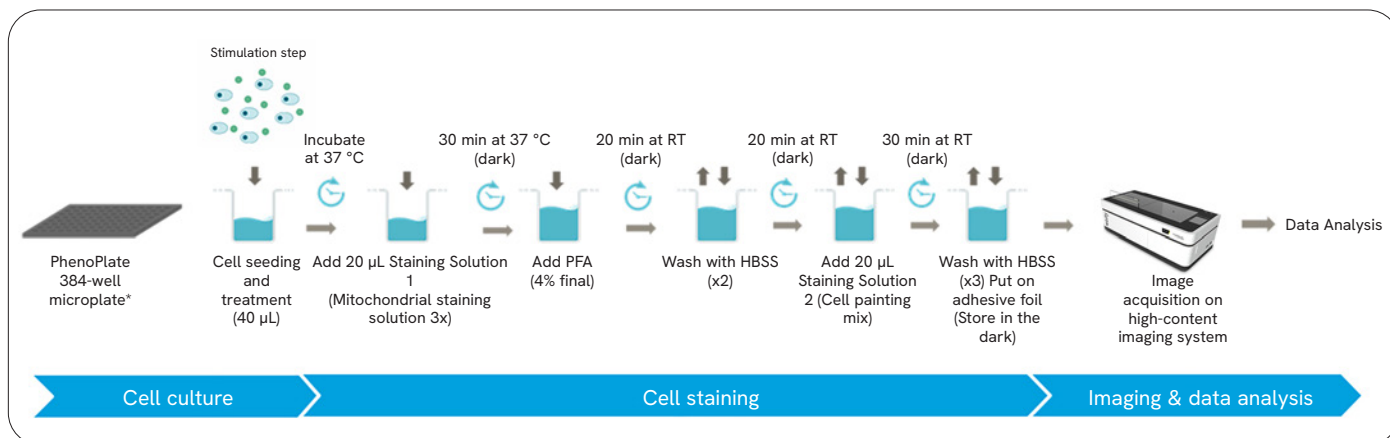 Stimulation step
Incubate
at 37 °C
30 min at 37 °C
(dark)
20 min at RT
(dark)
20 min at RT
(dark)
30 min at RT
(dark)
PhenoPlate
384-well
microplate*
Cell seeding
and
treatment
(40 µL)
Add 20 µL Staining Solution
1
(Mitochondrial staining
solution 3x)
Add PFA
(4% final)
Wash with HBSS
(x2)
Add 20 µL
Staining Solution
2 (Cell painting
mix)
Wash with HBSS
(x3) Put on
adhesive foil
(Store in the
dark)
Image
acquisition on
high-content
imaging system
Data Analysis
Cell culture
Cell staining
Imaging & data analysis